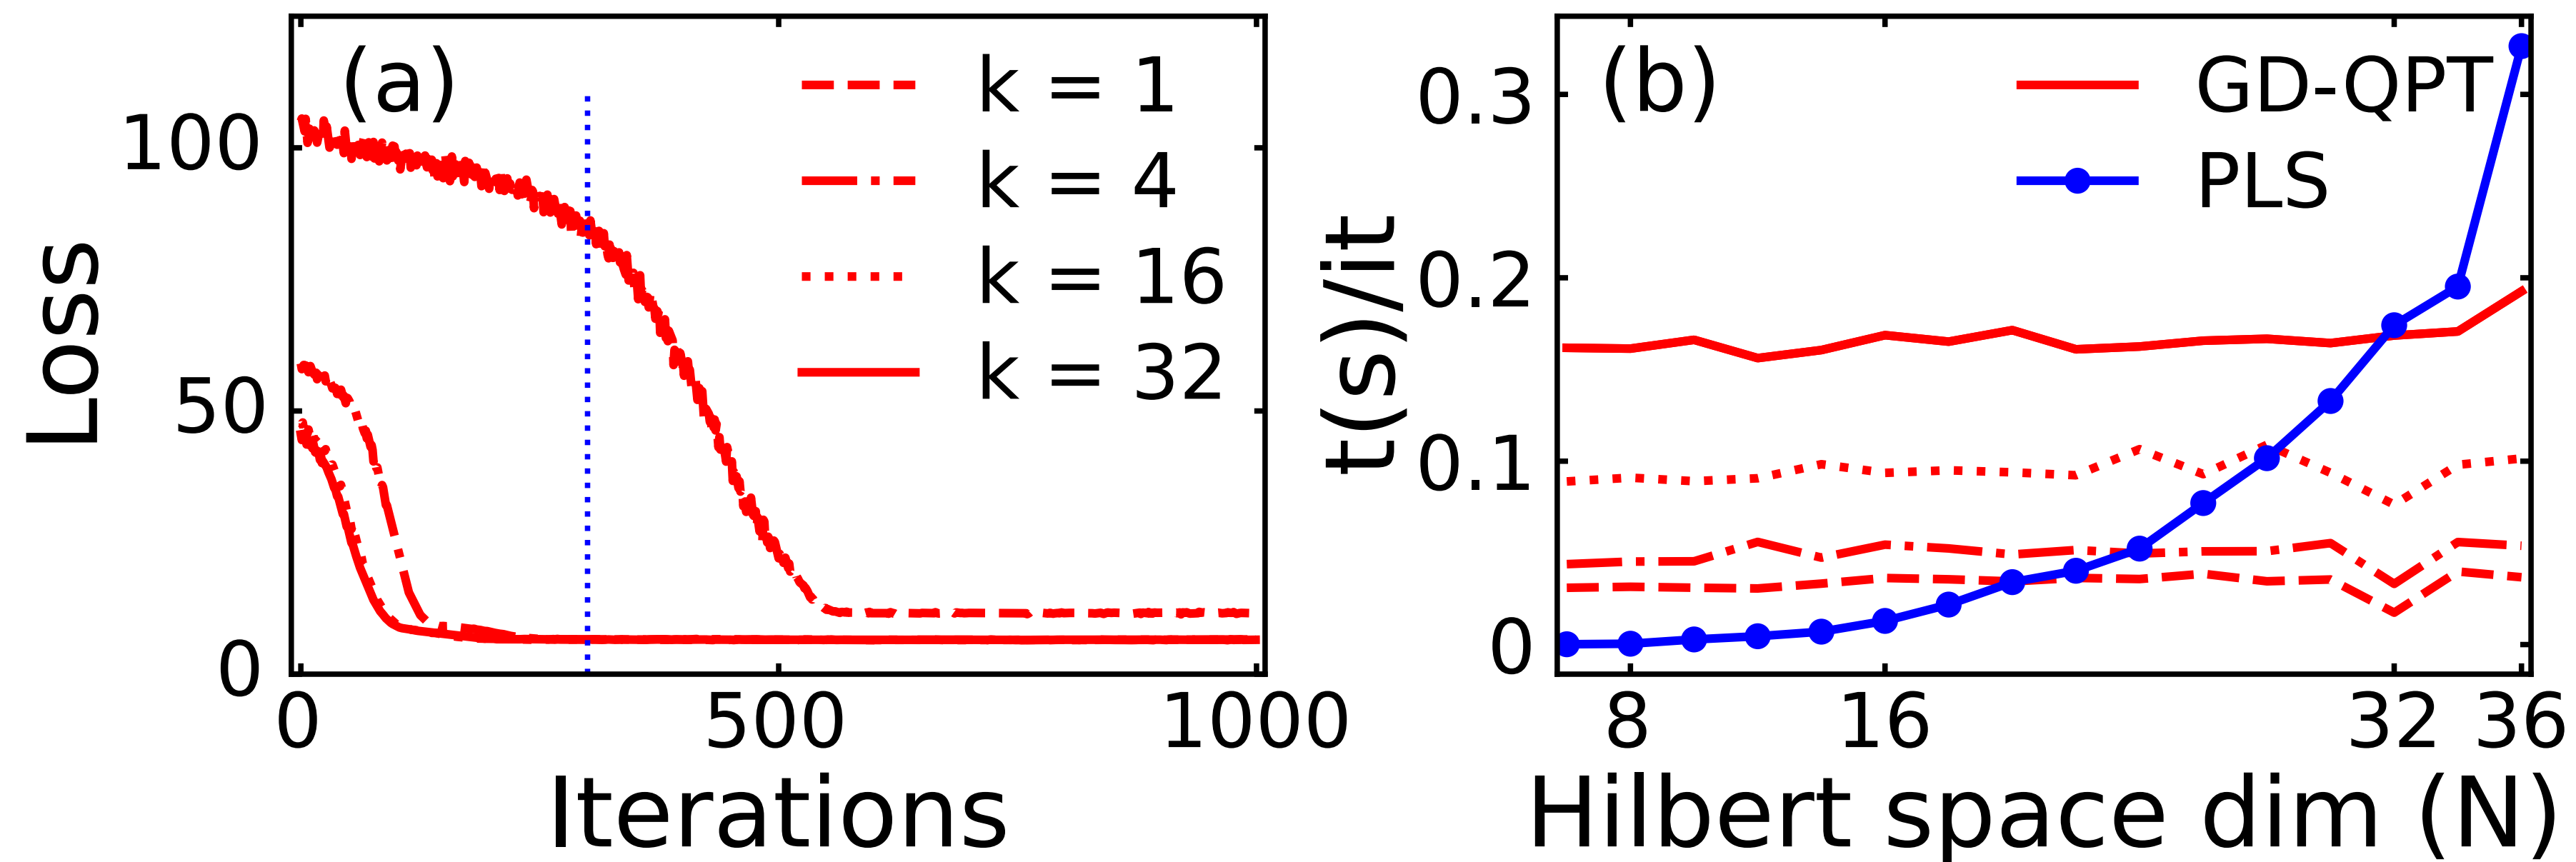 (a)
k = 1
k = 4
k = 16
k = 32
100
50
0
Loss
0 500 1000
Iterations
(b)
GD-QPT
PLS
0.3
0.2
0.1
0
t(s)/it
8 16 32 36
Hilbert space dim (N)